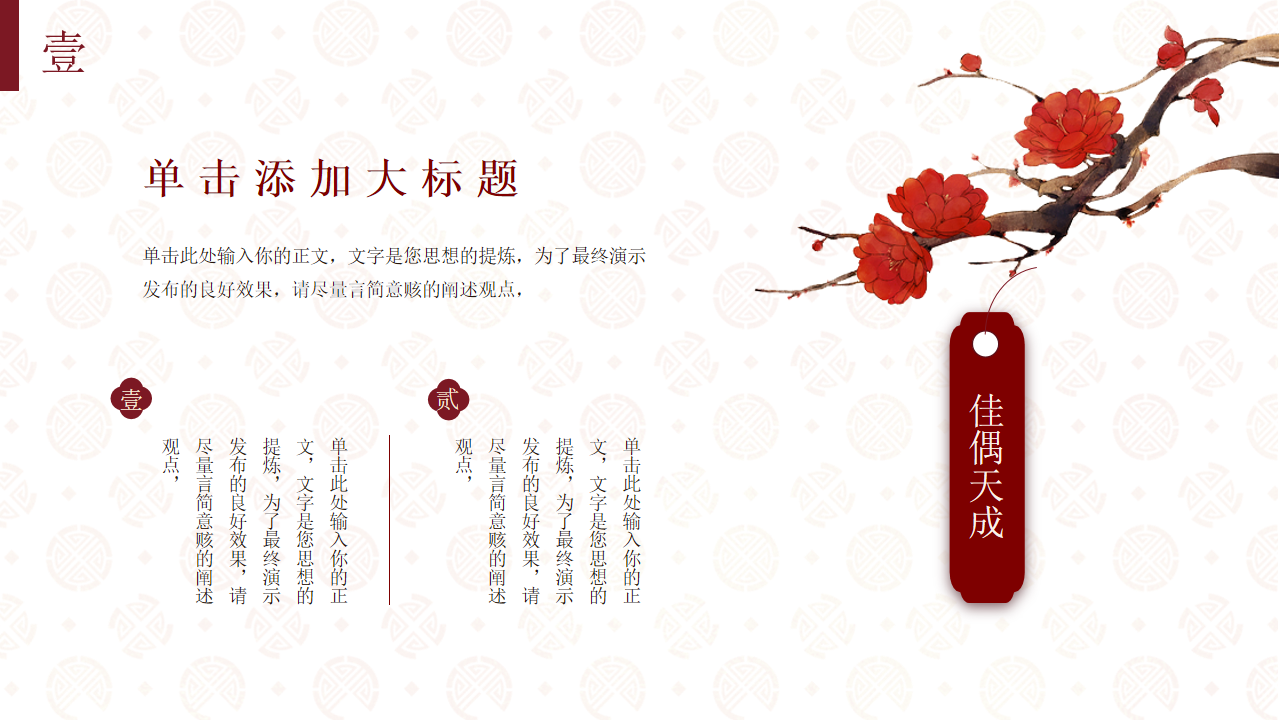 壹
单击添加大标题
单击此处输入你的正文，文字是您思想的提炼，为了最终演示
发布的良好效果，请尽量言简意赅的阐述观点，
壹
单击此处输入你的正
文，文字是您思想的
提炼，为了最终演示
发布的良好效果，请
尽量言简意赅的阐述
观点，
贰
单击此处输入你的正
文，文字是您思想的
提炼，为了最终演示
发布的良好效果，请
尽量言简意赅的阐述
观点，
佳偶天成